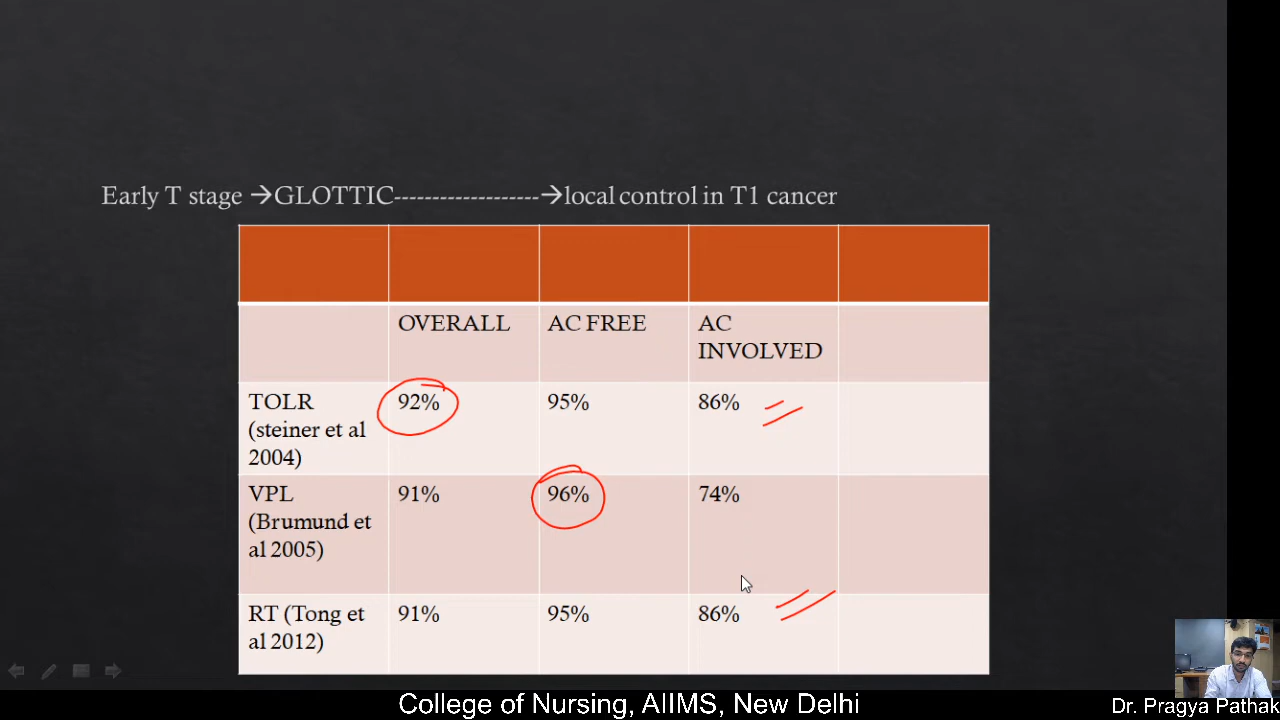 Early T stage →GLOTTIC-------------------→local control in T1 cancer
OVERALL
AC FREE
AC
INVOLVED
TOLR
(steiner et al
2004)
92%
95%
86%
VPL
(Brumund et
al 2005)
91%
96%
74%
RT (Tong et
al 2012)
91%
95%
86%
College of Nursing, AIIMS, New Delhi
Dr. Pragya Pathak